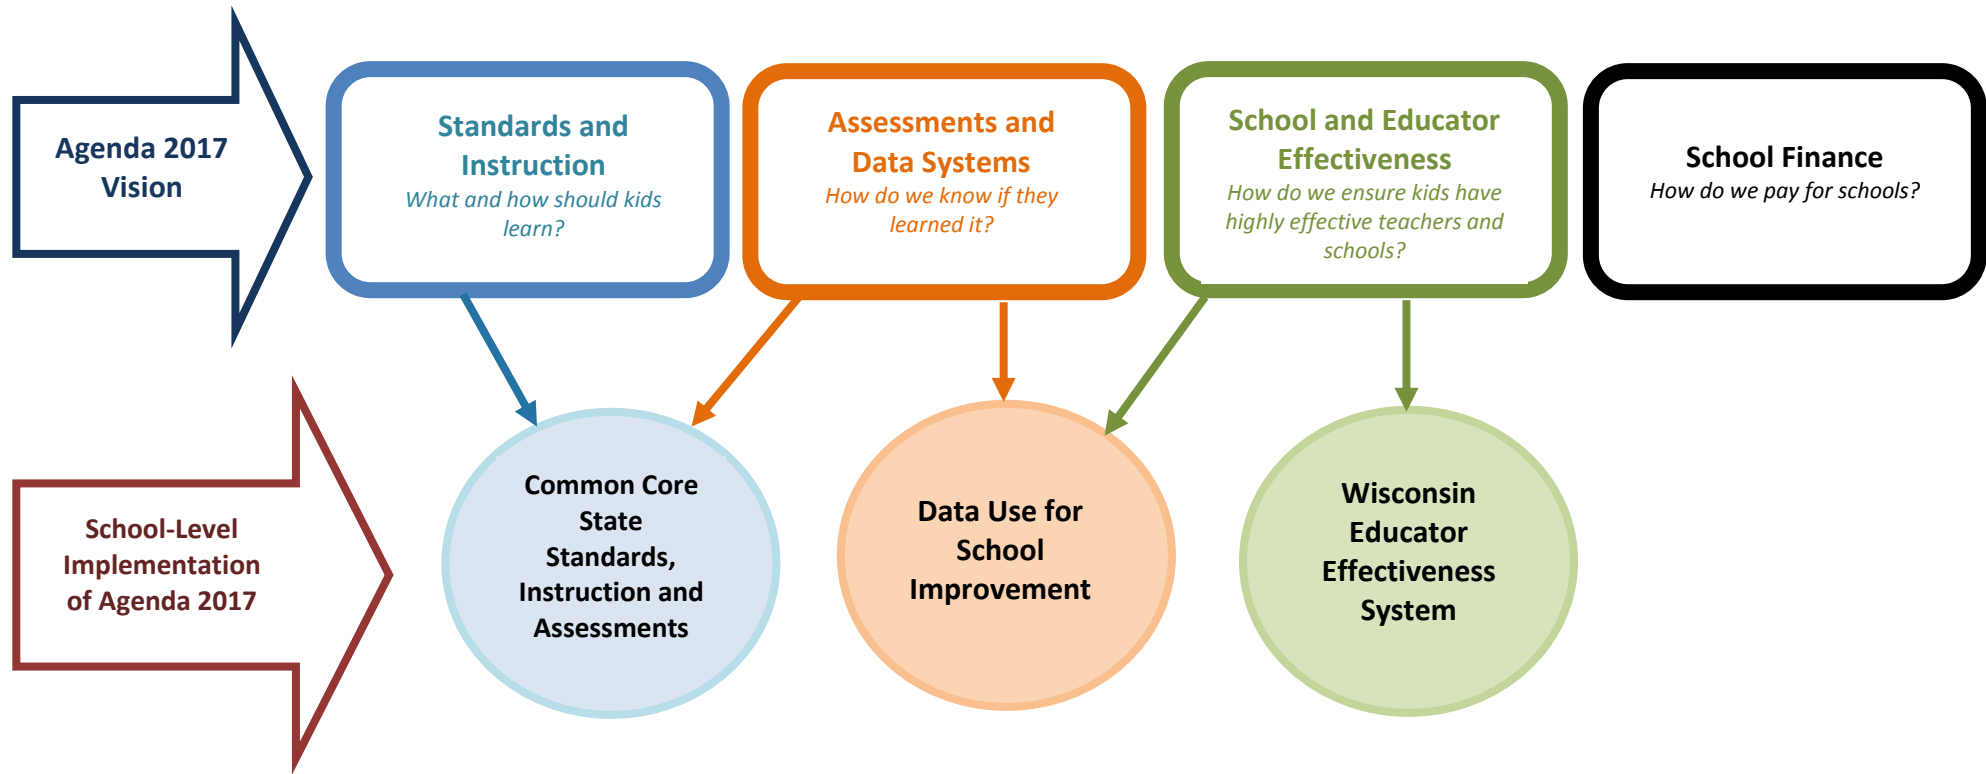 Agenda 2017
Vision
Standards and
Instruction
What and how should kids
learn?
Assessments and
Data Systems
How do we know if they
learned it?
School and Educator
Effectiveness
How do we ensure kids have
highly effective teachers and
schools?
School Finance
How do we pay for schools?
School-Level
Implementation
of Agenda 2017
Common Core
State
Standards,
Instruction and
Assessments
Data Use for
School
Improvement
Wisconsin
Educator
Effectiveness
System